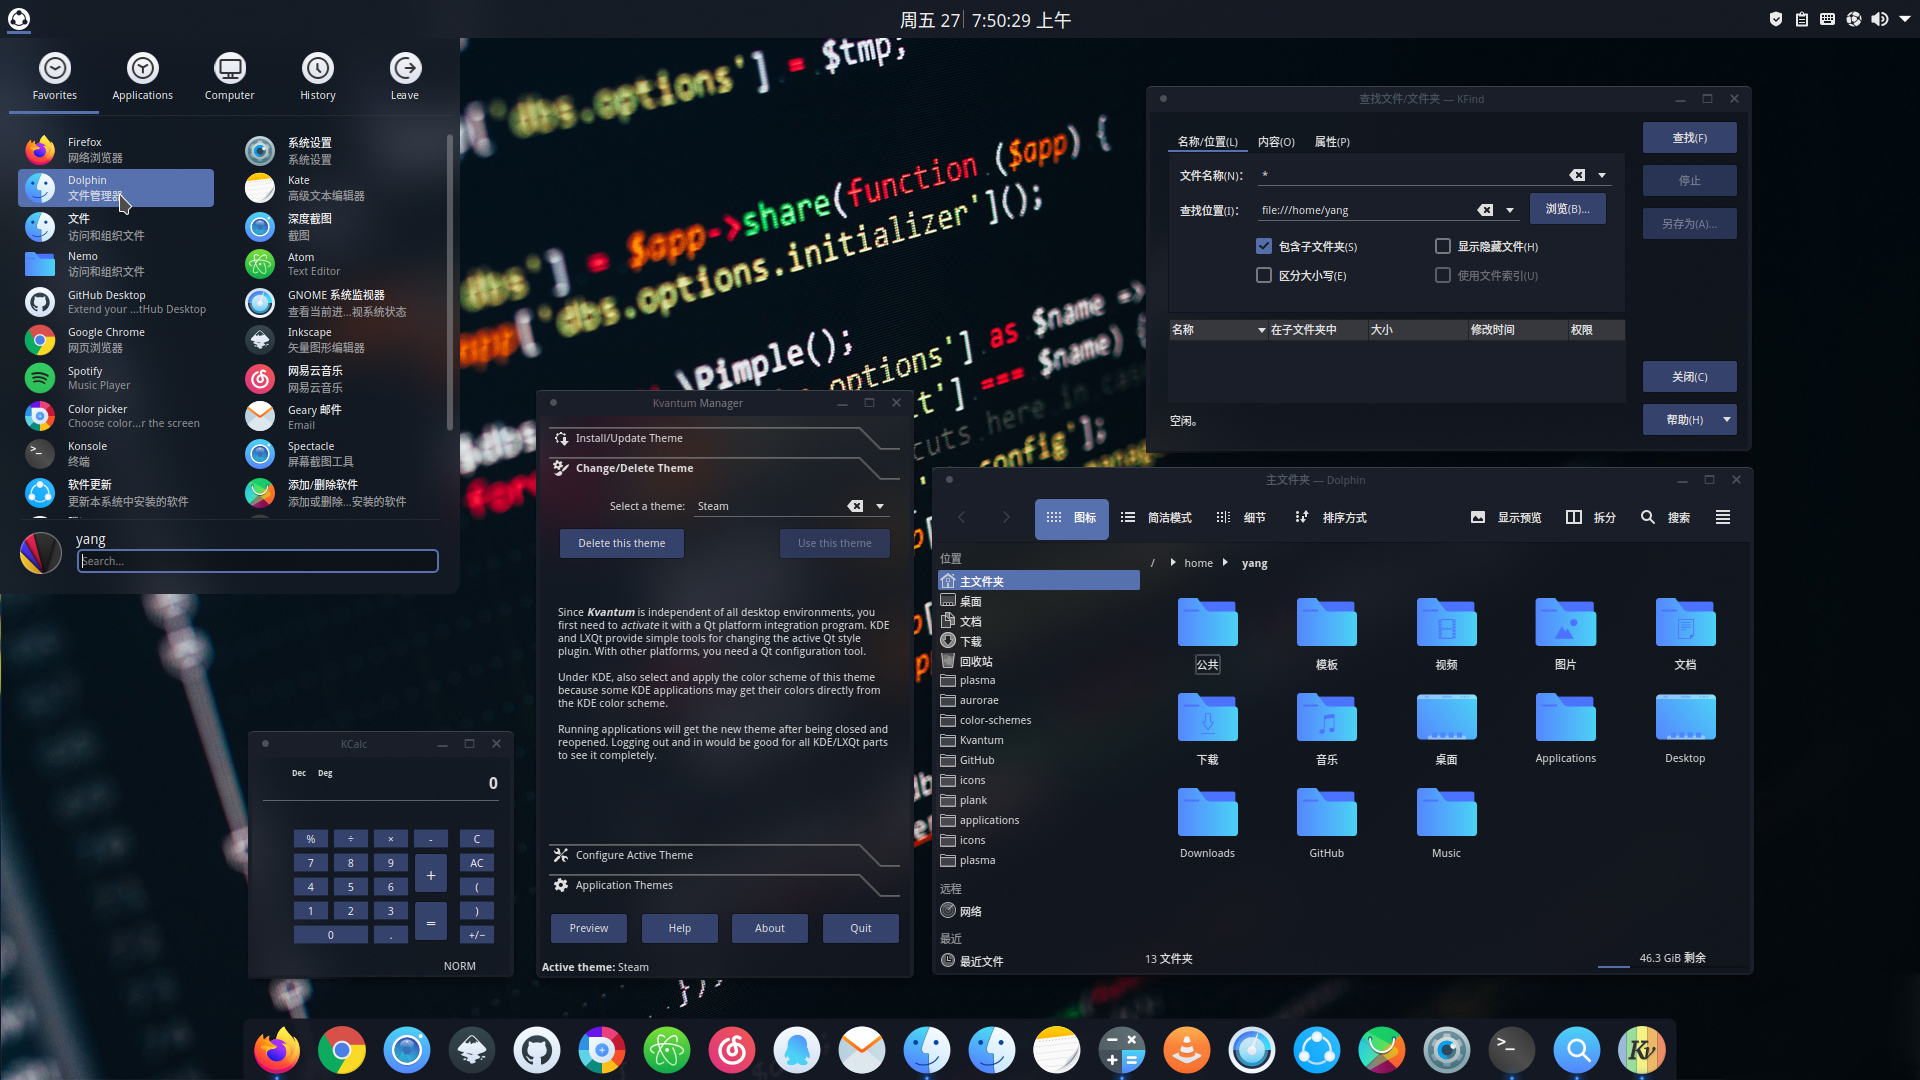 周五 27 7:50:29 上午
Favorites
Applications
Computer
History
Leave
Firefox
网络浏览器
系统设置
系统设置
Dolphin
文件管理器
Kate
高级文本编辑器
文件
访问和组织文件
深度截图
截图
Nemo
访问和组织文件
Atom
Text Editor
GitHub Desktop
Extend your ...tHub Desktop
GNOME 系统监视器
查看当前进...视系统状态
Google Chrome
网页浏览器
Inkscape
矢量图形编辑器
Spotify
Music Player
网易云音乐
网易云音乐
Color picker
Choose color...r the screen
Geary 邮件
Email
Konsole
终端
Spectacle
屏幕截图工具
软件更新
更新本系统中安装的软件
添加/删除软件
添加或删除...安装的软件
yang
Search...
['dbs.options'] = $tmp;
$app->share(function ($app) {
= $app
'dbs.options.initializer']();
\Pimple();
options'] as $name =>
=== $name)
config'];
查找文件/文件夹 — KFind
名称/位置(L)
内容(O)
属性(P)
文件名称(N)：
*
查找位置(I)：
file:///home/yang
浏览(B)...
包含子文件夹(S)
显示隐藏文件(H)
区分大小写(E)
使用文件索引(U)
名称
在子文件夹中
大小
修改时间
权限
空闲。
查找(F)
停止
另存为(A)...
关闭(C)
帮助(H)
Kvantum Manager
Install/Update Theme
Change/Delete Theme
Select a theme:
Steam
Delete this theme
Use this theme
Since Kvantum is independent of all desktop environments, you
first need to activate it with a Qt platform integration program. KDE
and LXQt provide simple tools for changing the active Qt style
plugin. With other platforms, you need a Qt configuration tool.
Under KDE, also select and apply the color scheme of this theme
because some KDE applications may get their colors directly from
the KDE color scheme.
Running applications will get the new theme after being closed and
reopened. Logging out and in would be good for all KDE/LXQt parts
to see it completely.
Configure Active Theme
Application Themes
Preview
Help
About
Quit
Active theme: Steam
KCalc
Dec
Deg
0
%
÷
×
-
C
7
8
9
+
AC
4
5
6
(
1
2
3
=
)
0
.
+/−
NORM
主文件夹 — Dolphin
图标
简洁模式
细节
排序方式
显示预览
拆分
搜索
位置
主文件夹
桌面
文档
下载
回收站
plasma
aurorae
color-schemes
Kvantum
GitHub
icons
plank
applications
icons
plasma
远程
网络
最近
最近文件
/
home
yang
公共
模板
视频
图片
文档
下载
音乐
桌面
Applications
Desktop
Downloads
GitHub
Music
13 文件夹
46.3 GiB 剩余
Kv